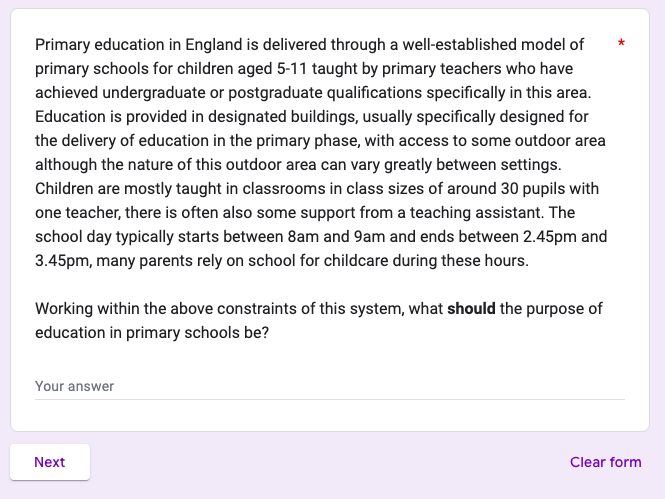 Primary education in England is delivered through a well-established model of *
primary schools for children aged 5-11 taught by primary teachers who have
achieved undergraduate or postgraduate qualifications specifically in this area.
Education is provided in designated buildings, usually specifically designed for
the delivery of education in the primary phase, with access to some outdoor area
although the nature of this outdoor area can vary greatly between settings.
Children are mostly taught in classrooms in class sizes of around 30 pupils with
one teacher, there is often also some support from a teaching assistant. The
school day typically starts between 8am and 9am and ends between 2.45pm and
3.45pm, many parents rely on school for childcare during these hours.
Working within the above constraints of this system, what should the purpose of
education in primary schools be?
Your answer
Next
Clear form